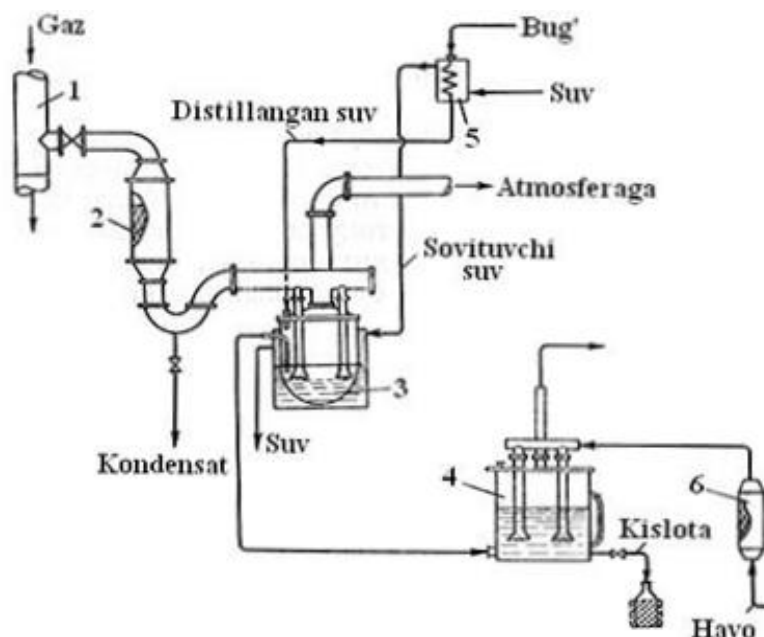 Gaz
Bug'
1
Suv
5
Distillangan suv
Atmosferaga
2
Sovituvchi
suv
3
Suv
Kondensat
4
6
Kislota
Havo